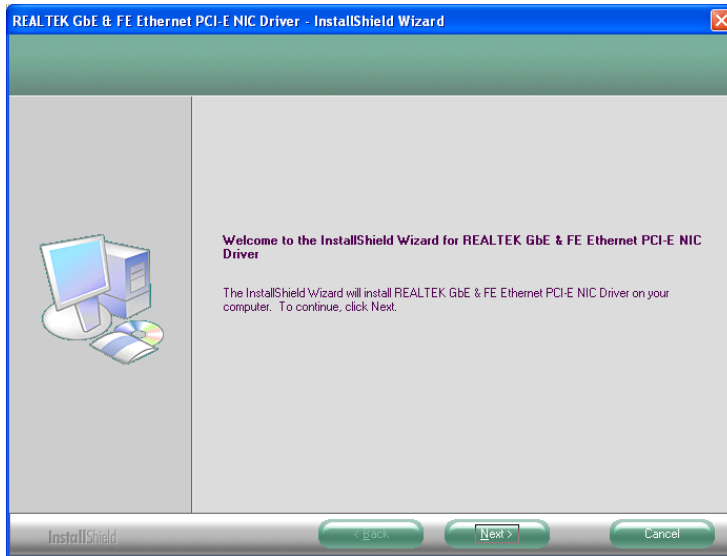 REALTEK GbE & FE Ethernet PCI-E NIC Driver - InstallShield Wizard
Welcome to the InstallShield Wizard for REALTEK GbE & FE Ethernet PCI-E NIC
Driver
The InstallShield Wizard will install REALTEK GbE & FE Ethernet PCI-E NIC Driver on your
computer. To continue, click Next.
InstallShield
< Back
Next >
Cancel